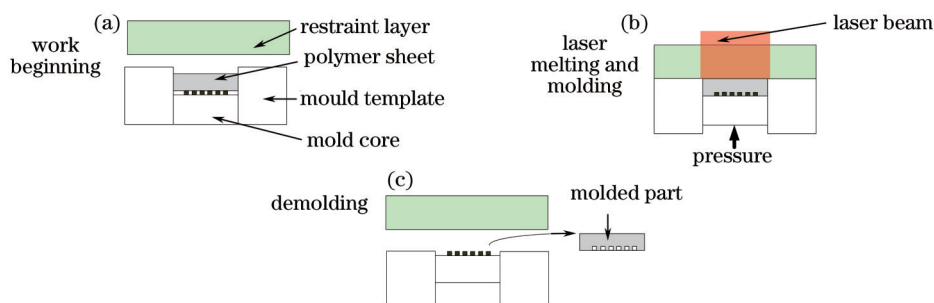 (a)
work
beginning
restraint layer
polymer sheet
mould template
mold core
(b)
laser
melting and
molding
laser beam
pressure
(c)
demolding
molded part